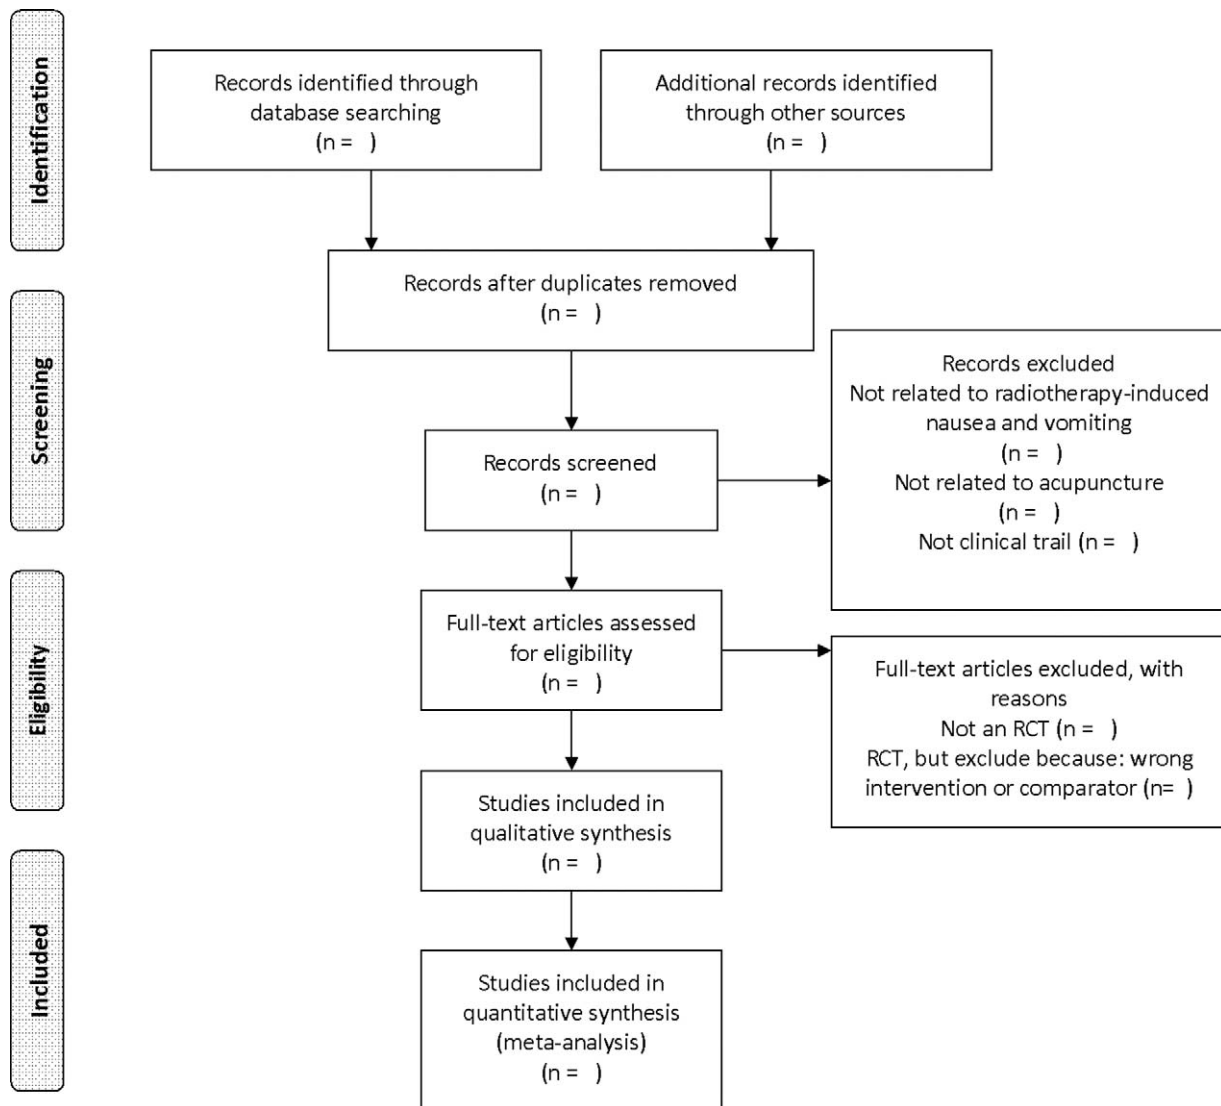 Identification
Records identified through
database searching
(n =   )
Additional records identified
through other sources
(n =   )
Records after duplicates removed
(n =   )
Screening
Records screened
(n =   )
Records excluded
Not related to radiotherapy-induced
nausea and vomiting
(n =   )
Not related to acupuncture
(n =   )
Not clinical trail (n =   )
Eligibility
Full-text articles assessed
for eligibility
(n =   )
Full-text articles excluded, with
reasons
Not an RCT (n =   )
RCT, but exclude because: wrong
intervention or comparator (n=   )
Studies included in
qualitative synthesis
(n =   )
Included
Studies included in
quantitative synthesis
(meta-analysis)
(n =   )